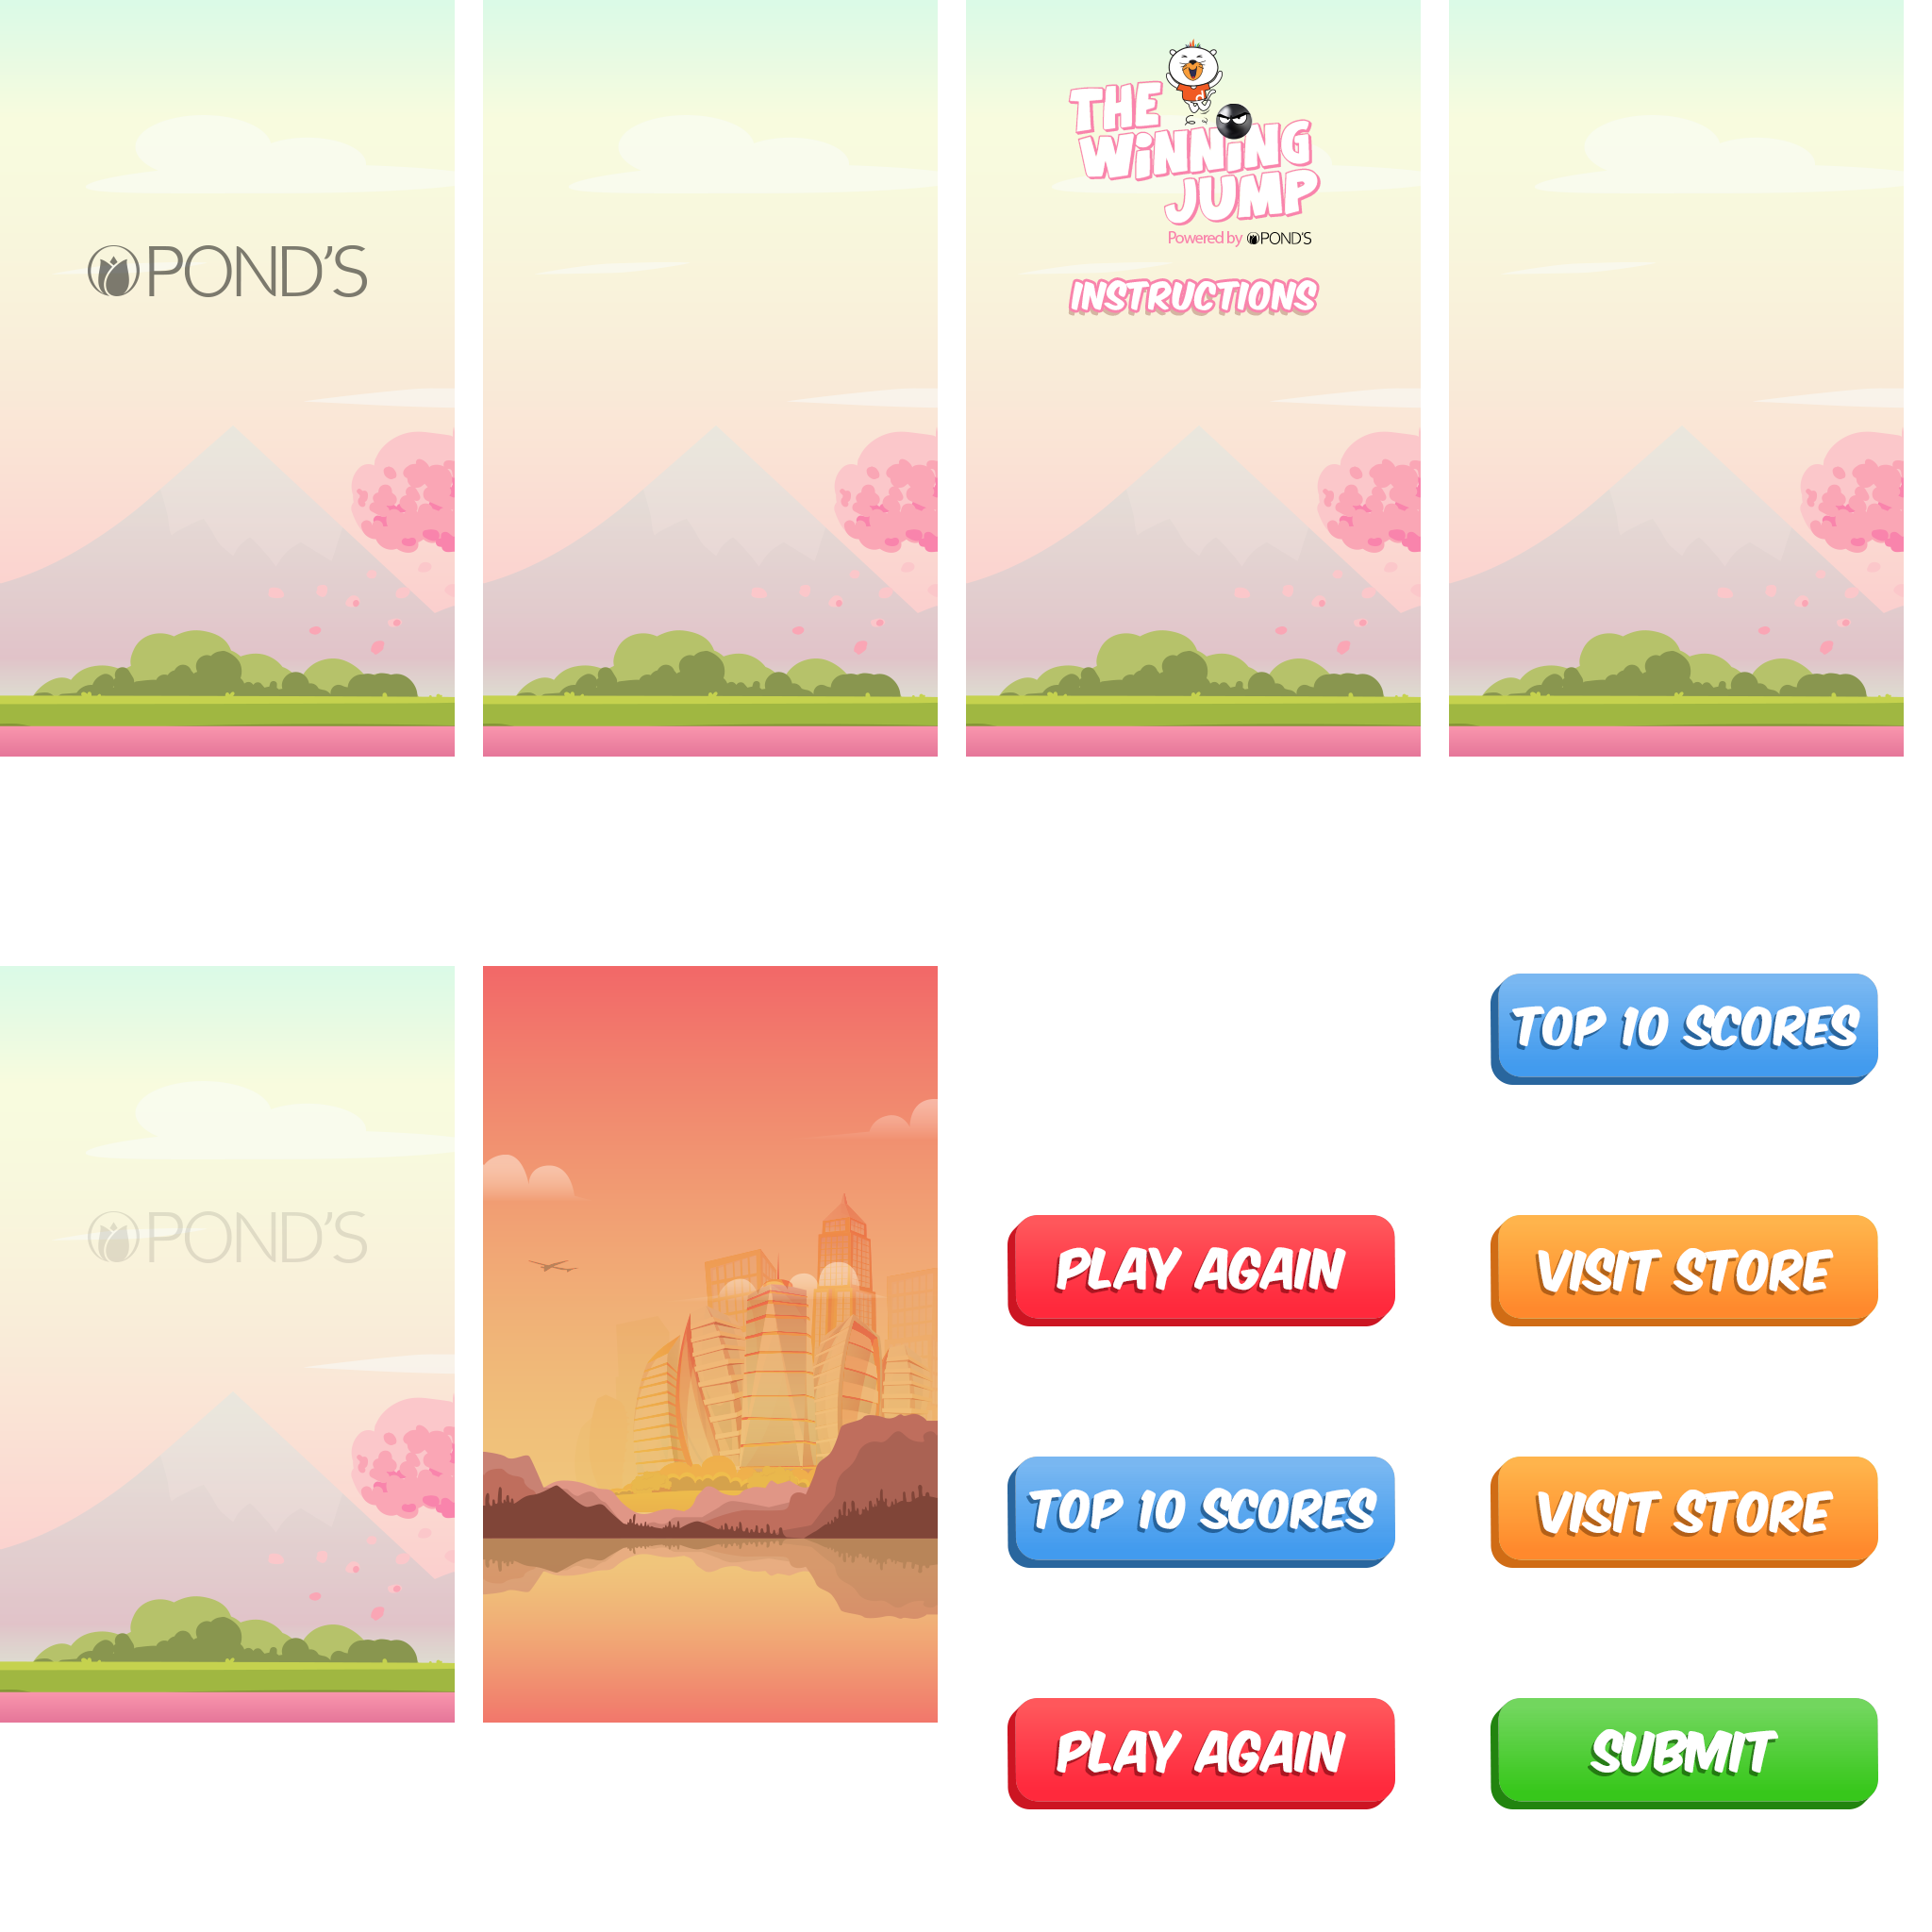 POND'S
THE
WiNNiNG
JUMP
Powered by POND'S
INSTRUCTIONS
POND'S
TOP 10 SCORES
PLAY AGAIN
VISIT STORE
TOP 10 SCORES
VISIT STORE
PLAY AGAIN
SUBMIT